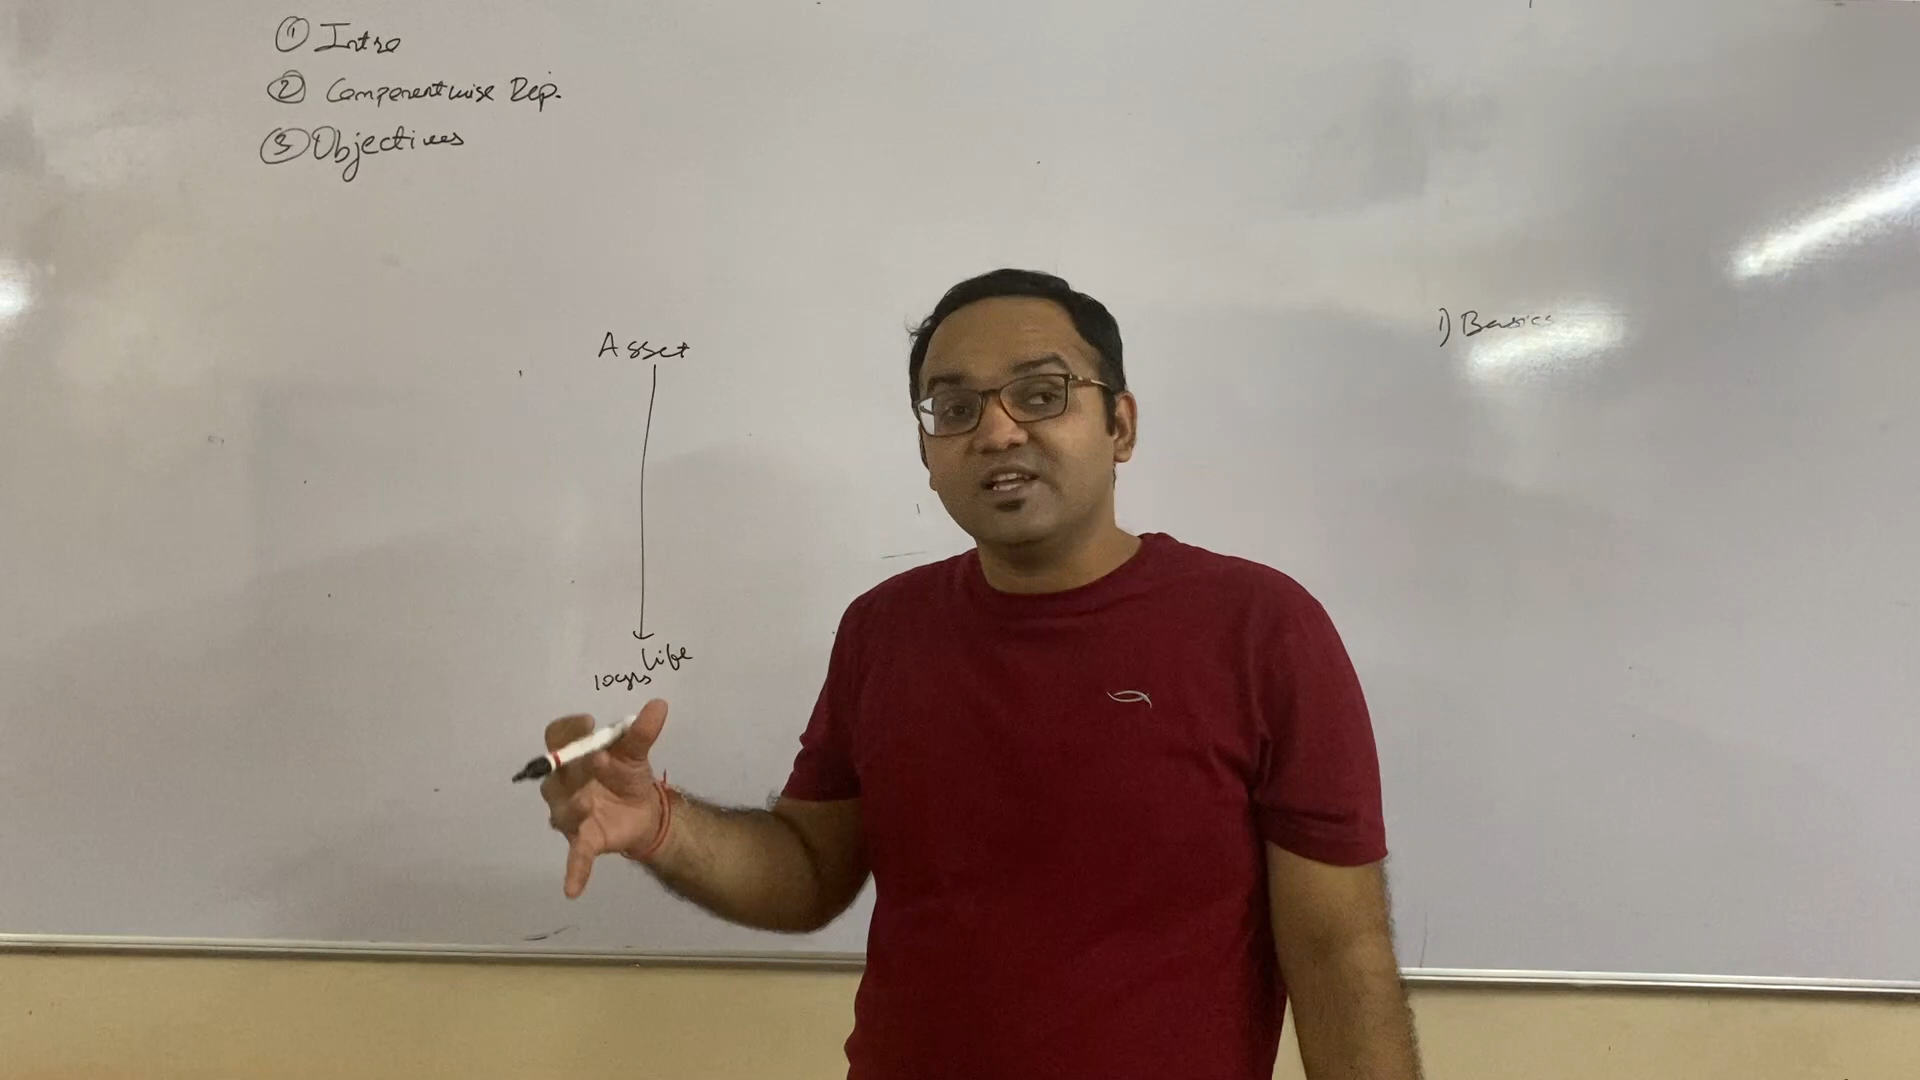 ① Intro
② Componentwise Dep.
③ Objectives
Asset
Life
10yrs
1) Basics